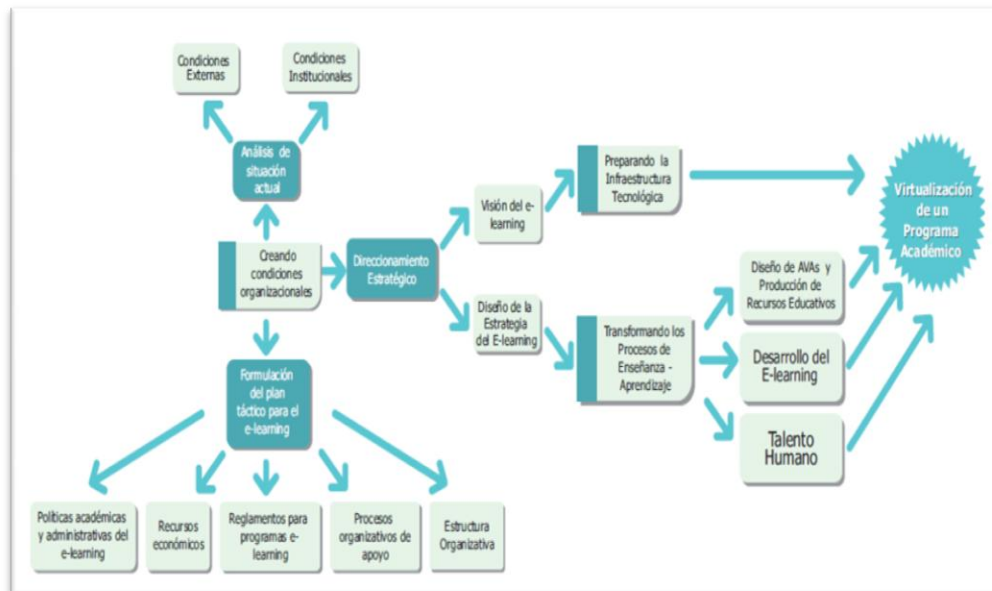 Condiciones
Externas
Condiciones
Institucionales
Análisis de
situación
actual
Creando
condiciones
organizacionales
Direccionamiento
Estratégico
Visión del e-
learning
Diseño de la
Estrategia
del E-learning
Preparando la
Infraestructura
Tecnológica
Transformando los
Procesos de
Enseñanza -
Aprendizaje
Diseño de AVAs y
Producción de
Recursos Educativos
Desarrollo del
E-learning
Talento
Humano
Virtualización
de un
Programa
Académico
Formulación
del plan
táctico para el
e-learning
Políticas académicas
y administrativas del
e-learning
Recursos
económicos
Reglamentos para
programas e-
learning
Procesos
organizativos de
apoyo
Estructura
Organizativa